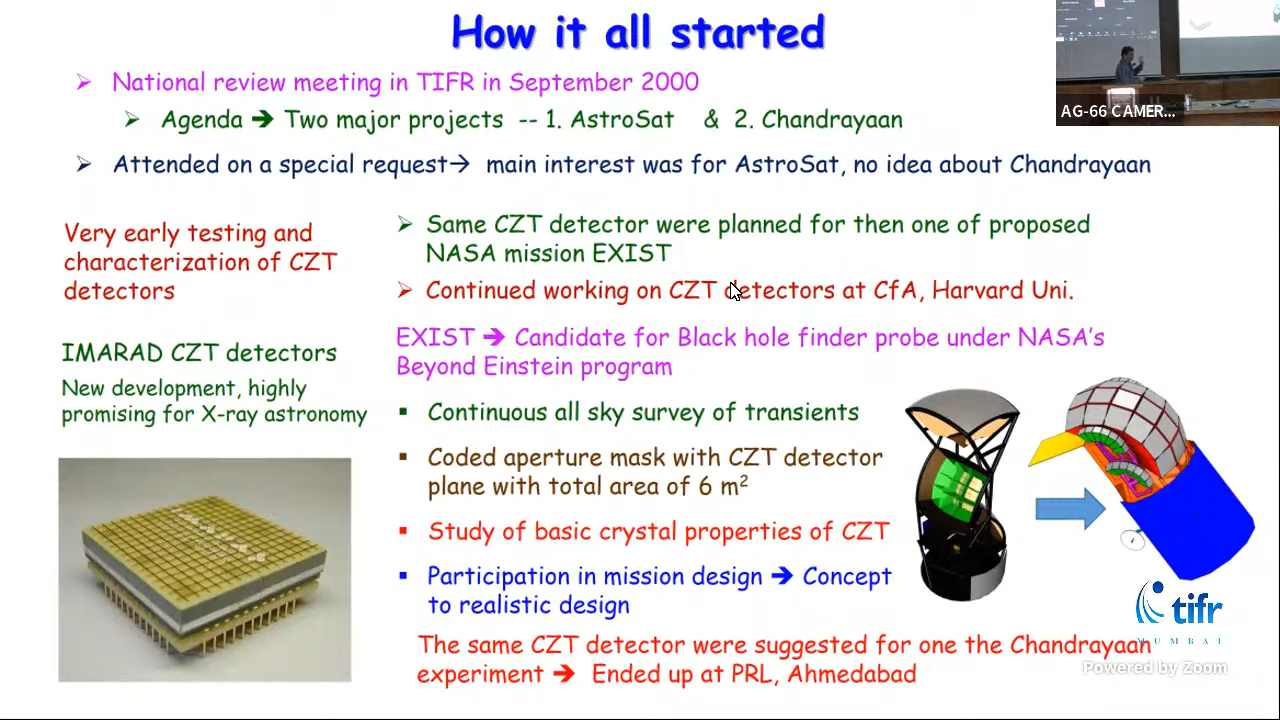 How it all started
➢ National review meeting in TIFR in September 2000
➢ Agenda ➔ Two major projects -- 1. AstroSat & 2. Chandrayaan
AG-66 CAMER...
➢ Attended on a special request→ main interest was for AstroSat, no idea about Chandrayaan
Very early testing and
characterization of CZT
detectors
➢ Same CZT detector were planned for then one of proposed
NASA mission EXIST
➢ Continued working on CZT detectors at CfA, Harvard Uni.
IMARAD CZT detectors
New development, highly
promising for X-ray astronomy
EXIST ➔ Candidate for Black hole finder probe under NASA's
Beyond Einstein program
▪ Continuous all sky survey of transients
▪ Coded aperture mask with CZT detector
plane with total area of 6 m²
▪ Study of basic crystal properties of CZT
▪ Participation in mission design ➔ Concept
to realistic design
The same CZT detector were suggested for one the Chandrayaan
experiment ➔ Ended up at PRL, Ahmedabad
tifr
MUMBAI
Powered by Zoom